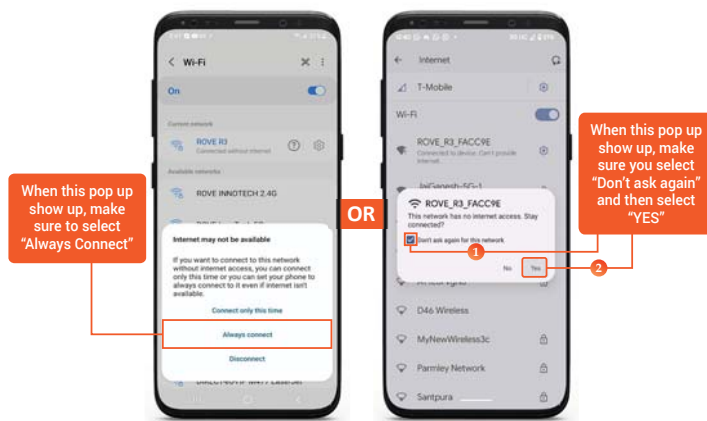 When this pop up
show up, make
sure to select
“Always Connect”
Wi-Fi
On
Current network
ROVE R3
Connected without internet
Available networks
ROVE INNOTECH 2.4G
Internet may not be available
If you want to connect to this network
without internet access, you can connect
only this time or you can set your phone to
always connect to it even if internet isn't
available.
Connect only this time
Always connect
Disconnect
OR
Internet
T-Mobile
Wi-Fi
ROVE_R3_FACC9E
Connected to device. Can't provide
internet.
JaiGanesh-5G-1
ROVE_R3_FACC9E
This network has no internet access. Stay
connected?
Don't ask again for this network
1
No
Yes
2
D46 Wireless
MyNewWireless3c
Parmley Network
Santpura
When this pop up
show up, make
sure you select
“Don't ask again”
and then select
“YES”